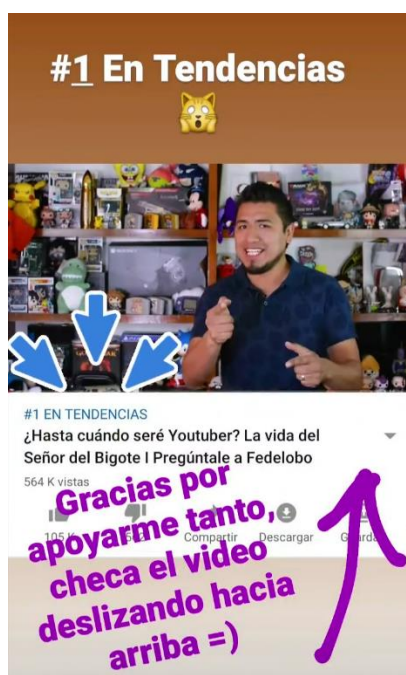 #1 En Tendencias
#1 EN TENDENCIAS
¿Hasta cuándo seré Youtuber? La vida del
Señor del Bigote I Pregúntale a Fedelobo
564 K vistas
105 K
Compartir
Descargar
Gracias por
apoyarme tanto,
checa el video
deslizando hacia
arriba =)